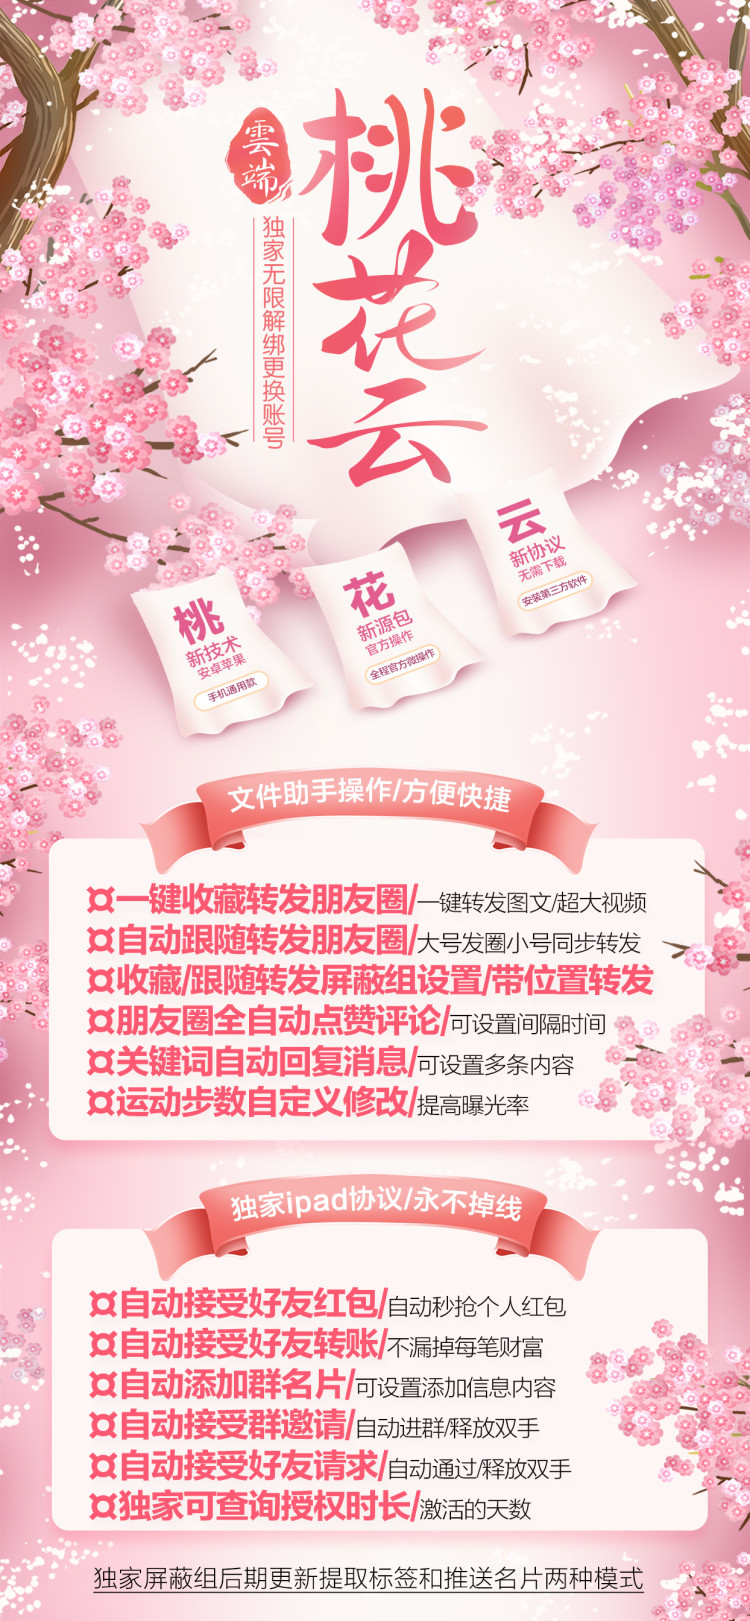 雲端
桃花云
独家无限解绑更换账号
桃
新技术
安卓苹果
手机通用款
花
新源包
官方操作
全程官方微操作
云
新协议
无需下载
安装第三方软件
文件助手操作/方便快捷
¤一键收藏转发朋友圈/一键转发图文/超大视频
¤自动跟随转发朋友圈/大号发圈小号同步转发
¤收藏/跟随转发屏蔽组设置/带位置转发
¤朋友圈全自动点赞评论/可设置间隔时间
¤关键词自动回复消息/可设置多条内容
¤运动步数自定义修改/提高曝光率
独家ipad协议/永不掉线
¤自动接受好友红包/自动秒抢个人红包
¤自动接受好友转账/不漏掉每笔财富
¤自动添加群名片/可设置添加信息内容
¤自动接受群邀请/自动进群/释放双手
¤自动接受好友请求/自动通过/释放双手
¤独家可查询授权时长/激活的天数
独家屏蔽组后期更新提取标签和推送名片两种模式